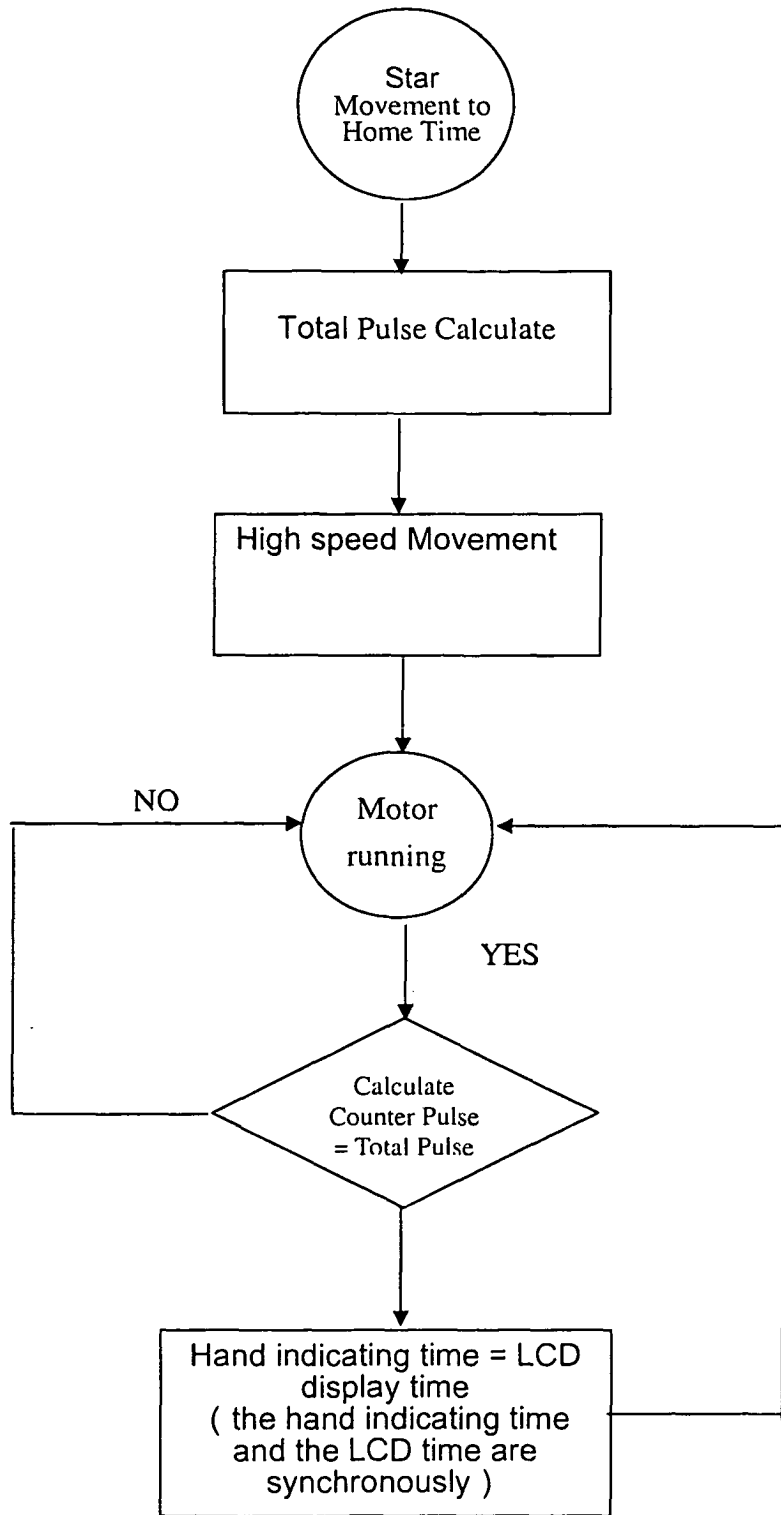 Star
Movement to
Home Time
Total Pulse Calculate
High speed Movement
NO
Motor
running
YES
Calculate
Counter Pulse
= Total Pulse
Hand indicating time = LCD
display time
( the hand indicating time
and the LCD time are
synchronously )